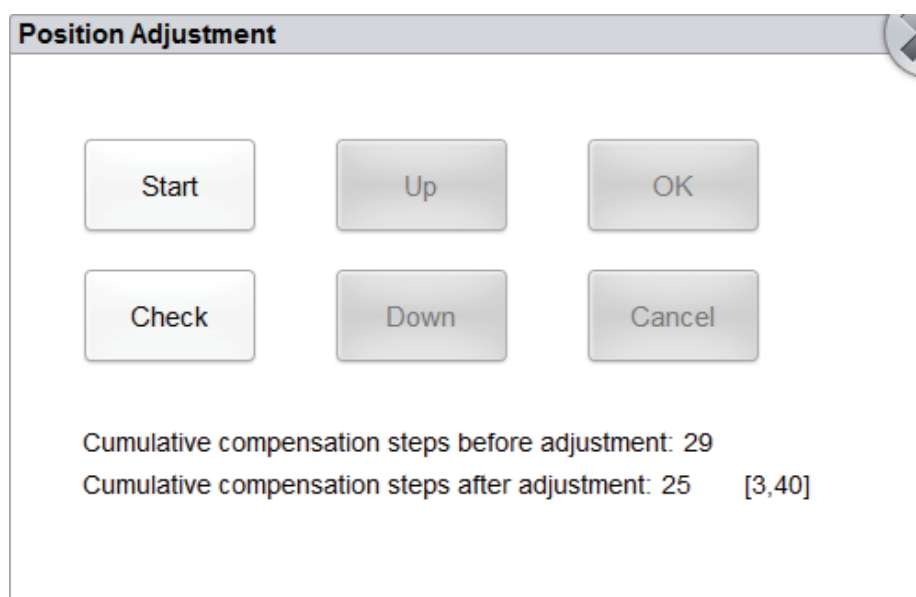 Position Adjustment
Start Up OK
Check Down Cancel
Cumulative compensation steps before adjustment: 29
Cumulative compensation steps after adjustment: 25 [3,40]